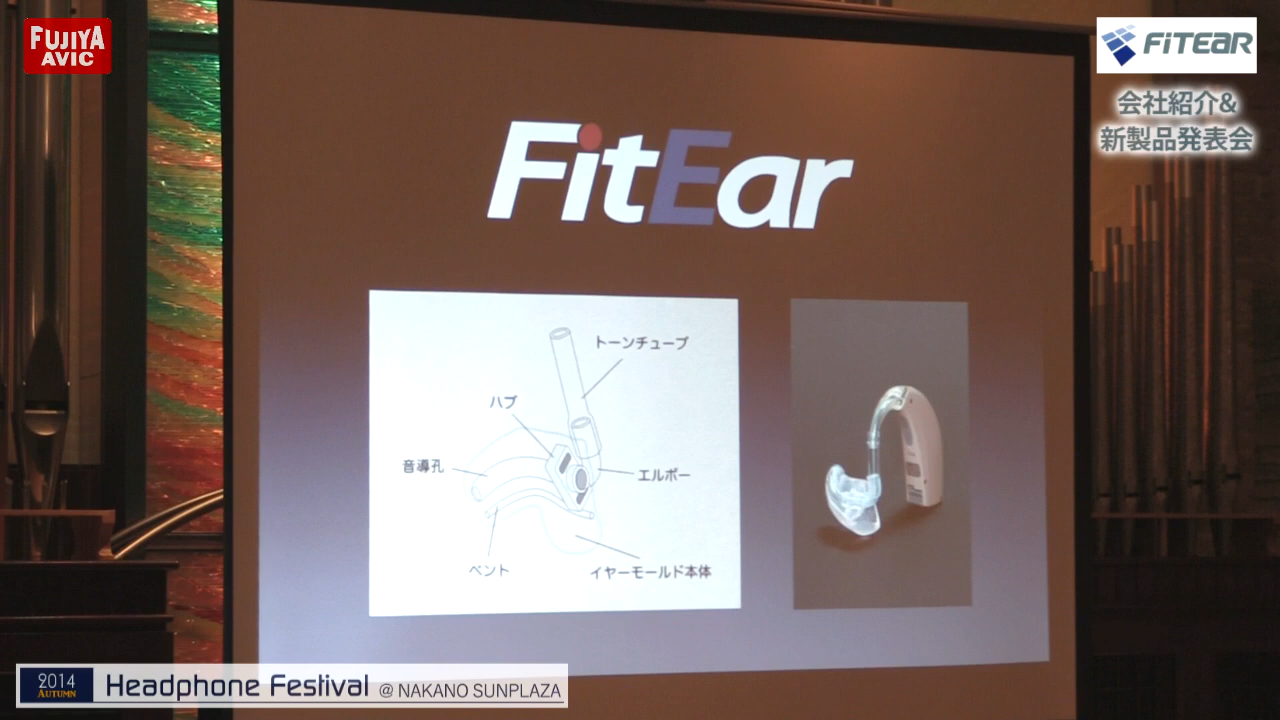 FUJIYA
AVIC
FITEAR
会社紹介&
新製品発表会
FitEar
トーンチューブ
ハブ
音導孔
エルボー
ベント
イヤーモールド本体
2014
AUTUMN
Headphone Festival @ NAKANO SUNPLAZA